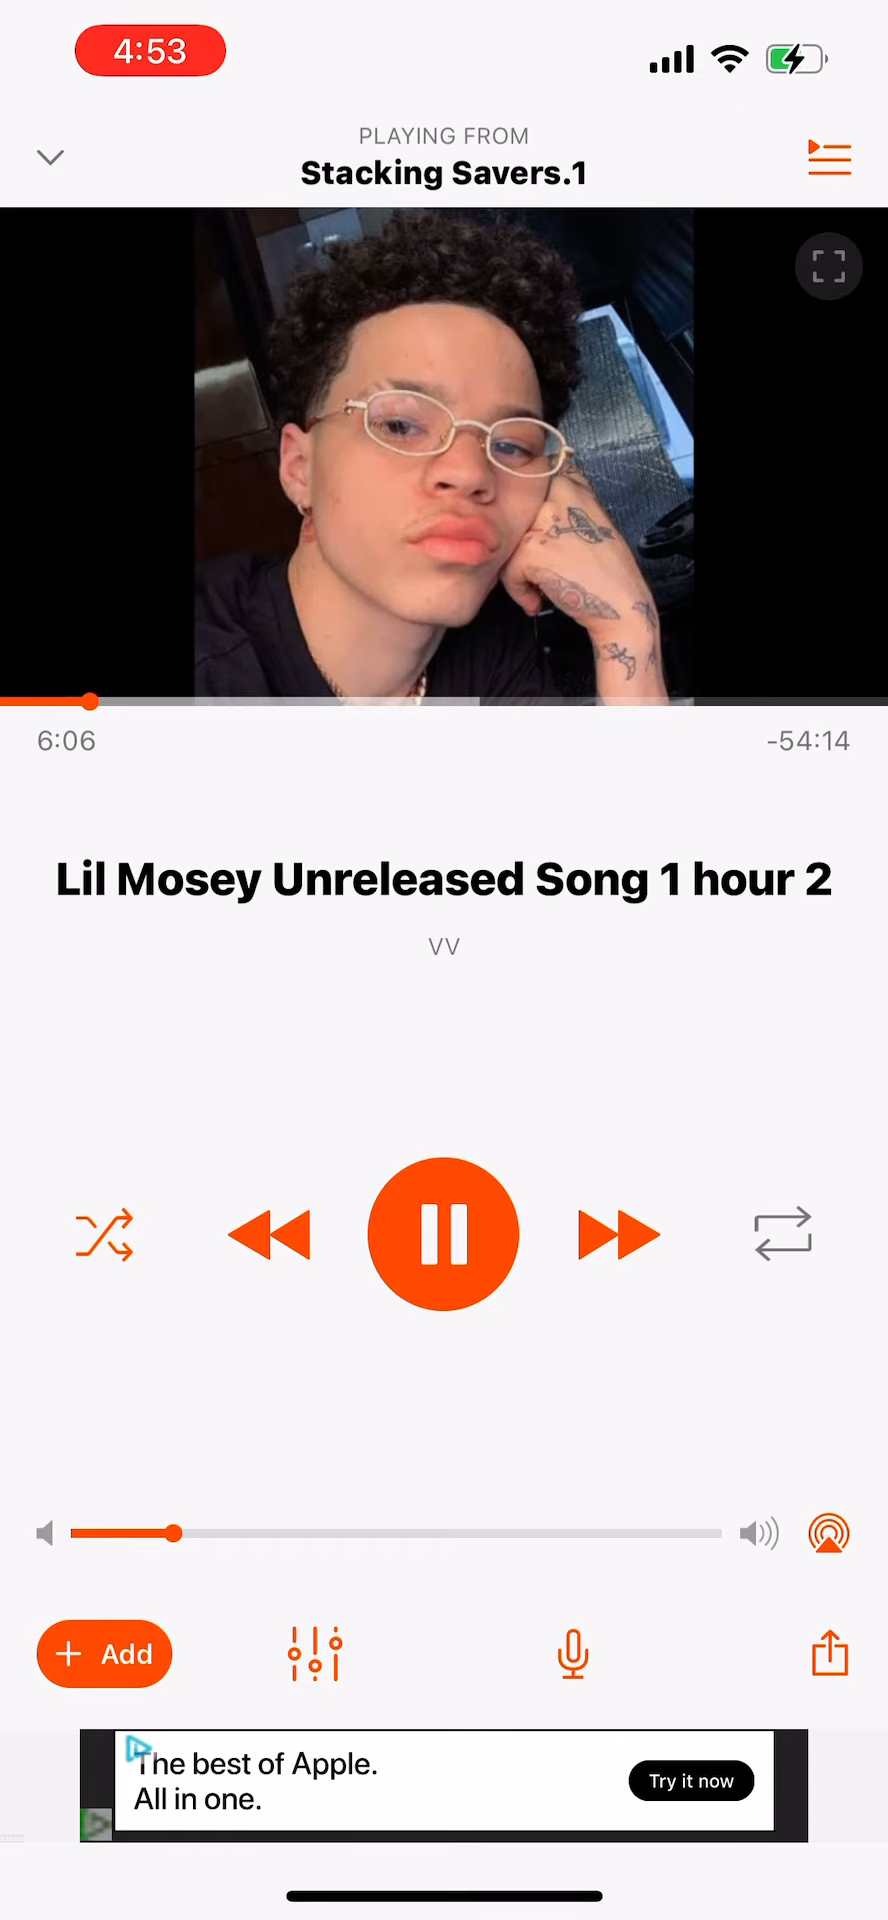 4:53
PLAYING FROM
Stacking Savers.1
6:06
-54:14
Lil Mosey Unreleased Song 1 hour 2
VV
+ Add
The best of Apple.
All in one.
Try it now